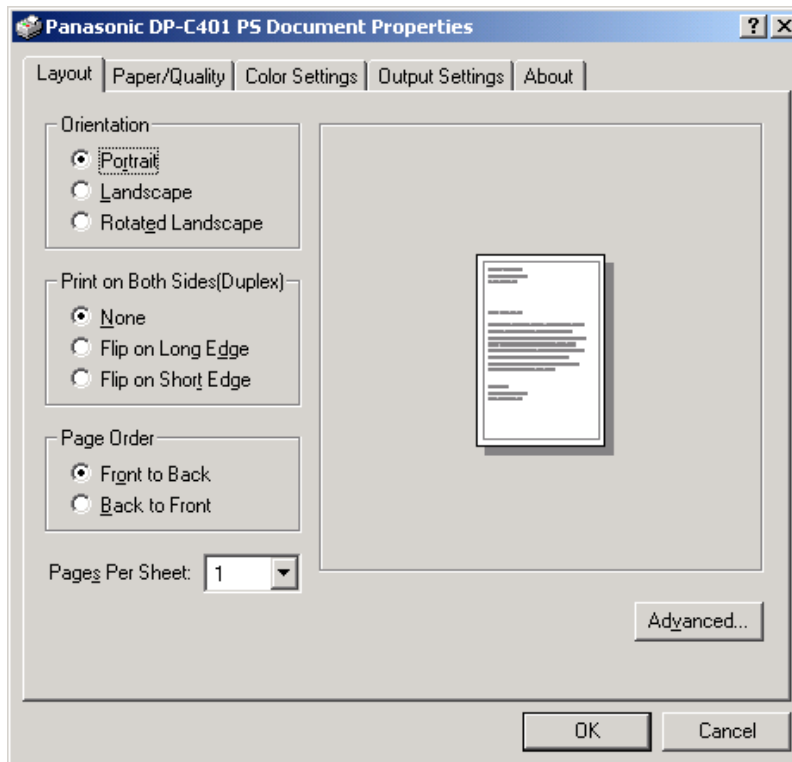 Panasonic DP-C401 PS Document Properties
Layout Paper/Quality Color Settings Output Settings About
Orientation
Portrait
Landscape
Rotated Landscape
Print on Both Sides(Duplex)
None
Flip on Long Edge
Flip on Short Edge
Page Order
Front to Back
Back to Front
Pages Per Sheet: 1
Advanced...
OK Cancel